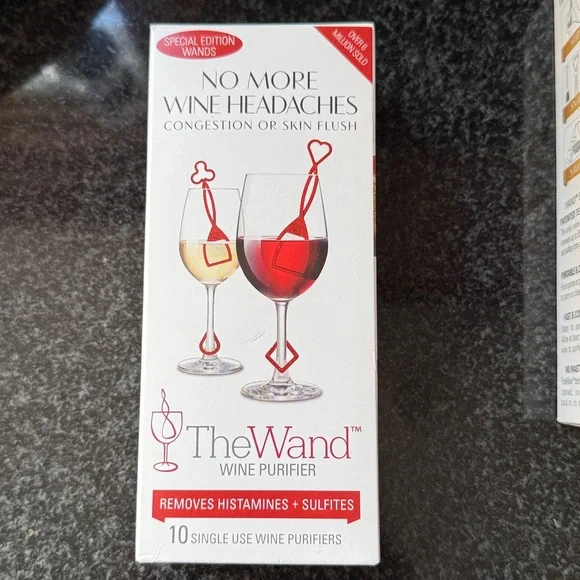 SPECIAL EDITION
WANDS
OVER 6
MILLION SOLD
NO MORE
WINE HEADACHES
CONGESTION OR SKIN FLUSH
TheWand™
WINE PURIFIER
REMOVES HISTAMINES + SULFITES
10 SINGLE USE WINE PURIFIERS